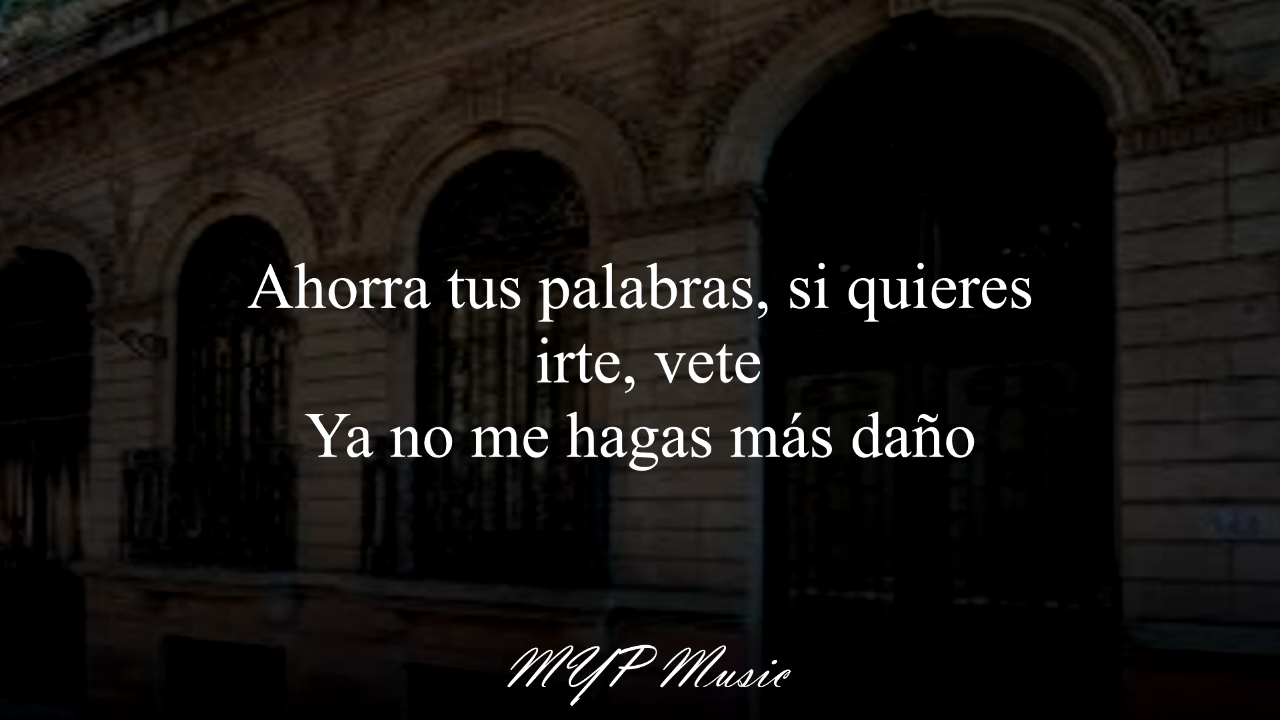 Ahorra tus palabras, si quieres
irte, vete
Ya no me hagas más daño
MYP Music